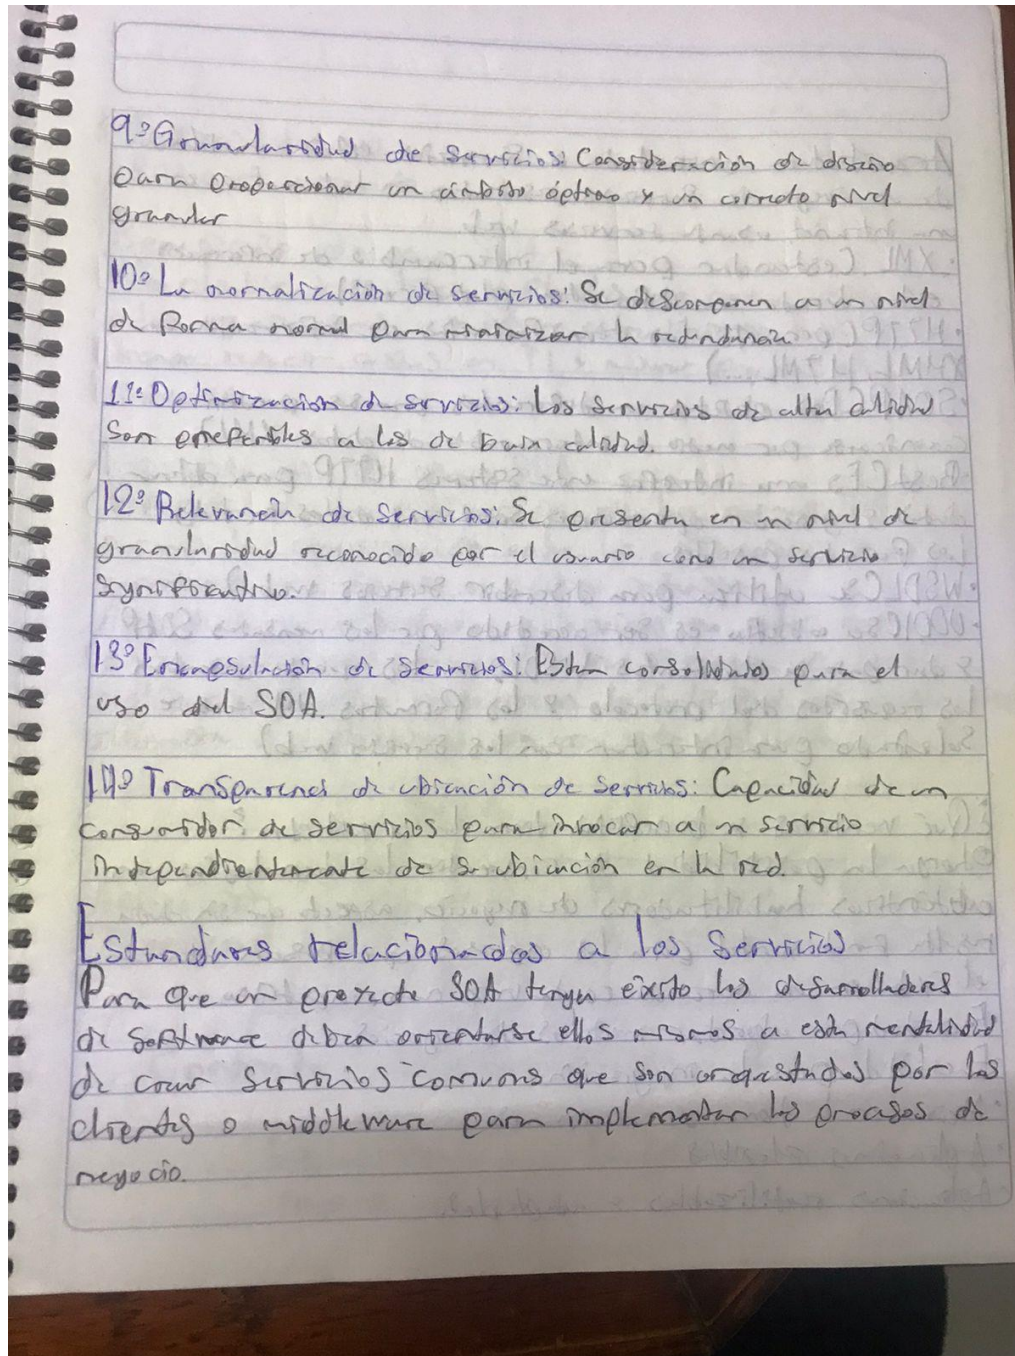 9º Granularidad de servicios: Consideración de diseño
para proporcionar un ámbito óptimo y un correcto nivel
granular
10º La normalización de servicios: Se descomponen a un nivel
de forma normal para minimizar la redundancia
11º Optimización de servicios: Los servicios de alta calidad
son preferibles a los de baja calidad.
12º Relevancia de servicios: Se presenta en un nivel de
granularidad reconocido por el usuario como un servicio
significativo.
13º Encapsulación de servicios: Estan consolidados para el
uso del SOA.
14º Transparencia de ubicación de servicios: Capacidad de un
consumidor de servicios para invocar a un servicio
independientemente de su ubicación en la red.
Estandares relacionados a los Servicios
Para que un proyecto SOA tenga éxito los desarrolladores
de software deben orientarse ellos mismos a esta mentalidad
de crear servicios comunes que son orquestados por los
clientes o middleware para implementar los procesos de
negocio.